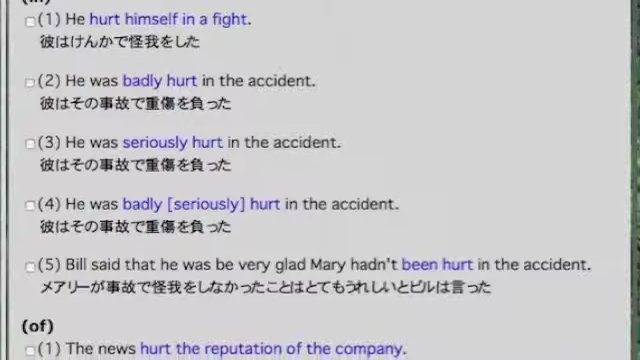 (1) He hurt himself in a fight.
彼はけんかで怪我をした
(2) He was badly hurt in the accident.
彼はその事故で重傷を負った
(3) He was seriously hurt in the accident.
彼はその事故で重傷を負った
(4) He was badly [seriously] hurt in the accident.
彼はその事故で重傷を負った
(5) Bill said that he was be very glad Mary hadn't been hurt in the accident.
メアリーが事故で怪我をしなかったことはとてもうれしいとビルは言った
(of)
(1) The news hurt the reputation of the company.